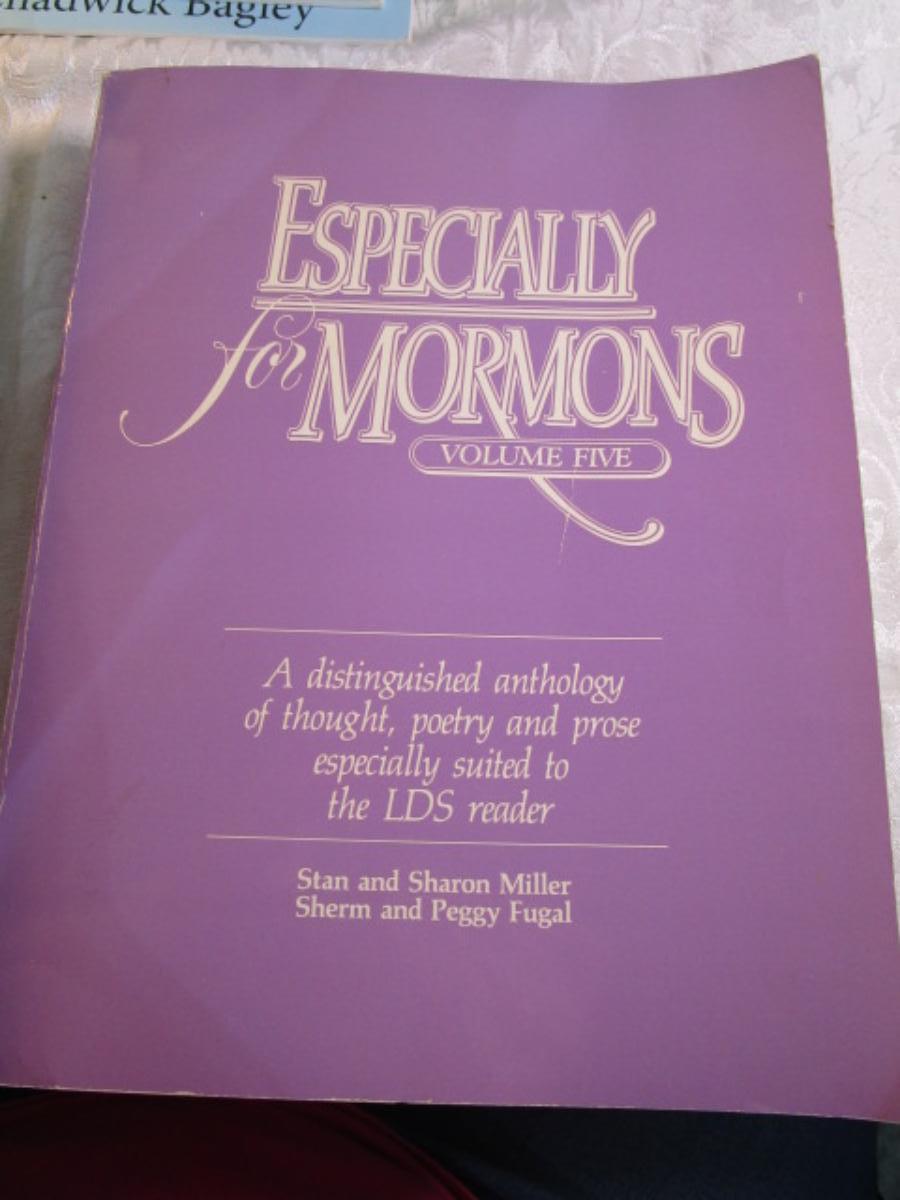 Bagley
ESPECIALLY
for MORMONS
VOLUME FIVE
A distinguished anthology
of thought, poetry and prose
especially suited to
the LDS reader
Stan and Sharon Miller
Sherm and Peggy Fugal